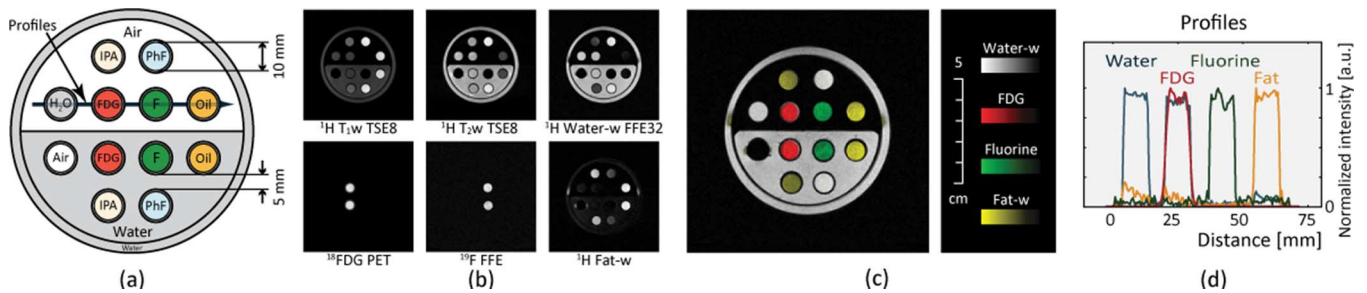 Profiles
Air
IPA
PhF
10 mm
H₂O
FDG
F
Oil
Air
FDG
F
Oil
5 mm
IPA
PhF
Water
Water
(a)
¹H T₁w TSE8
¹H T₂w TSE8
¹H Water-w FFE32
¹⁸FDG PET
¹⁹F FFE
¹H Fat-w
(b)
5
cm
Water-w
FDG
Fluorine
Fat-w
(c)
Profiles
Water
Fluorine
FDG
Fat
1
0
Normalized intensity [a.u.]
0
25
50
75
Distance [mm]
(d)